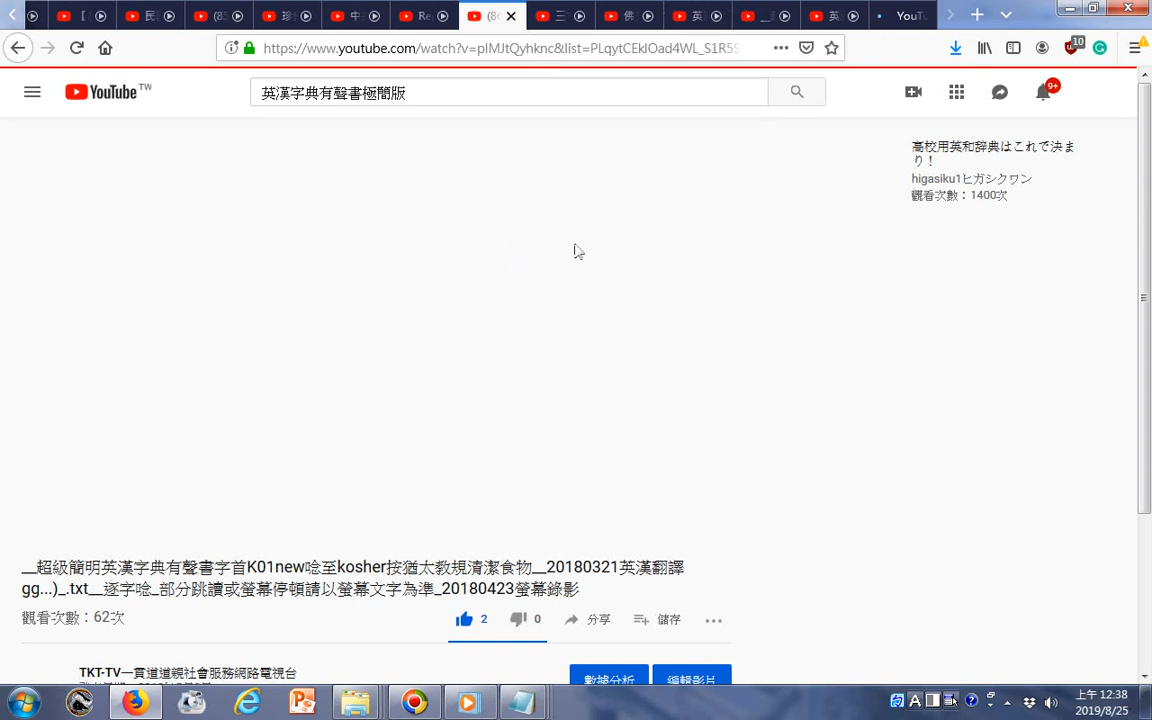 YouTu
https://www.youtube.com/watch?v=pIMJtQyhknc&list=PLqytCEklOad4WL_S1R5S
10
YouTube TW
英漢字典有聲書極簡版
9+
高校用英和辞典はこれで決ま
り！
higasiku1ヒガシクワン
觀看次數：1400次
__超級簡明英漢字典有聲書字首K01new唸至kosher按猶太教規清潔食物__20180321英漢翻譯
gg...)_.txt__逐字唸_部分跳讀或螢幕停頓請以螢幕文字為準_20180423螢幕錄影
觀看次數：62次
2
0
分享
儲存
TKT-TV一貫道道親社會服務網路電視台
數據分析
編輯影片
上午 12:38
2019/8/25